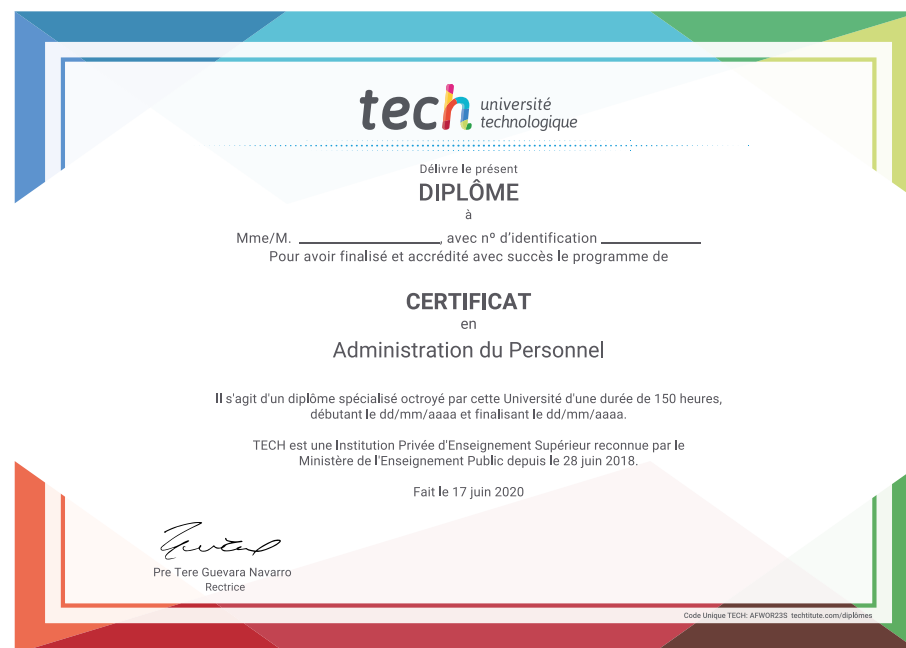 tech université
technologique
Délivre le présent
DIPLÔME
à
Mme/M. ____________________, avec nº d'identification ______________
Pour avoir finalisé et accrédité avec succès le programme de
CERTIFICAT
en
Administration du Personnel
Il s'agit d'un diplôme spécialisé octroyé par cette Université d'une durée de 150 heures,
débutant le dd/mm/aaaa et finalisant le dd/mm/aaaa.
TECH est une Institution Privée d'Enseignement Supérieur reconnue par le
Ministère de l'Enseignement Public depuis le 28 juin 2018.
Fait le 17 juin 2020
Pre Tere Guevara Navarro
Rectrice
Code Unique TECH: AFWOR23S techtitute.com/diplômes